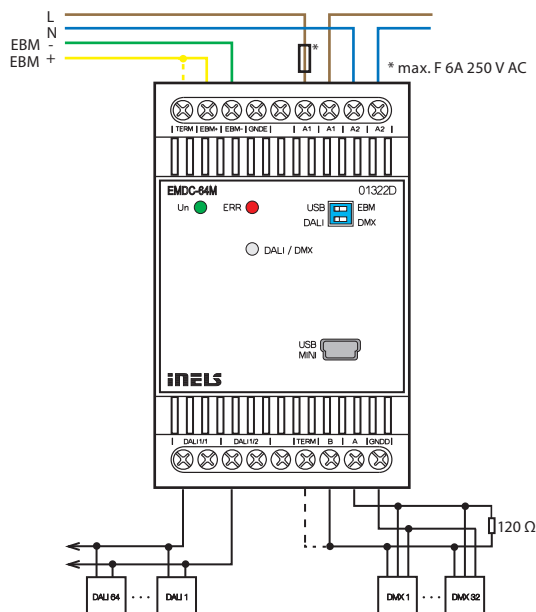 L
N
EBM -
EBM +
*
* max. F 6A 250 V AC
TERM EBM+ EBM- GNDE A1 A1 A2 A2
EMDC-64M 01322D
Un ERR USB EBM
DALI DMX
DALI / DMX
USB
MINI
iNELS
DALI1/1 DALI1/2 TERM B A GNDD
120 Ω
DALI 64 · · · DALI 1 DMX 1 · · · DMX 32